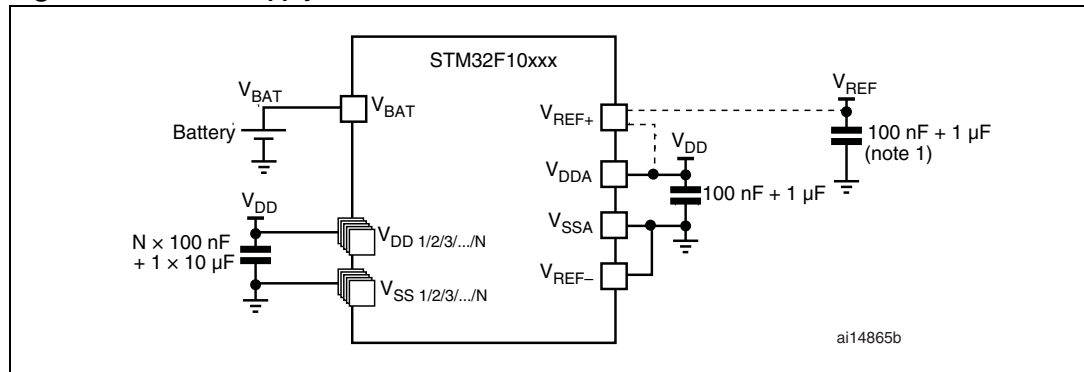 STM32F10xxx
VBAT
VBAT
Battery
VDD
N × 100 nF
+ 1 × 10 µF
VDD 1/2/3/.../N
VSS 1/2/3/.../N
VREF+
VDDA
VSSA
VREF–
VDD
100 nF + 1 µF
VREF
100 nF + 1 µF
(note 1)
ai14865b